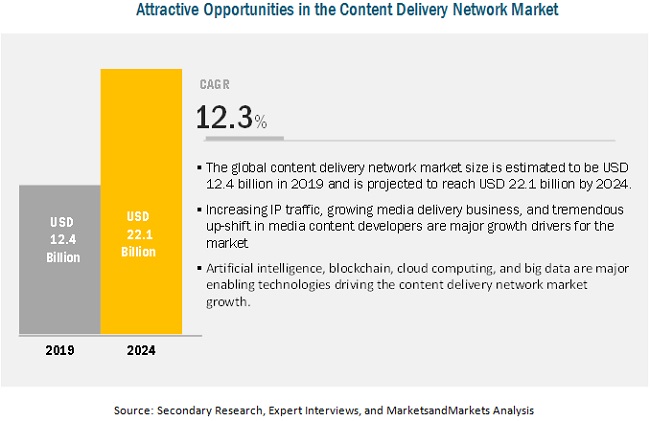 Attractive Opportunities in the Content Delivery Network Market
CAGR
12.3%
▪ The global content delivery network market size is estimated to be USD
12.4 billion in 2019 and is projected to reach USD 22.1 billion by 2024.
▪ Increasing IP traffic, growing media delivery business, and tremendous
up-shift in media content developers are major growth drivers for the
market
▪ Artificial intelligence, blockchain, cloud computing, and big data are major
enabling technologies driving the content delivery network market
growth.
USD
12.4
Billion
USD
22.1
Billion
2019
2024
Source: Secondary Research, Expert Interviews, and MarketsandMarkets Analysis